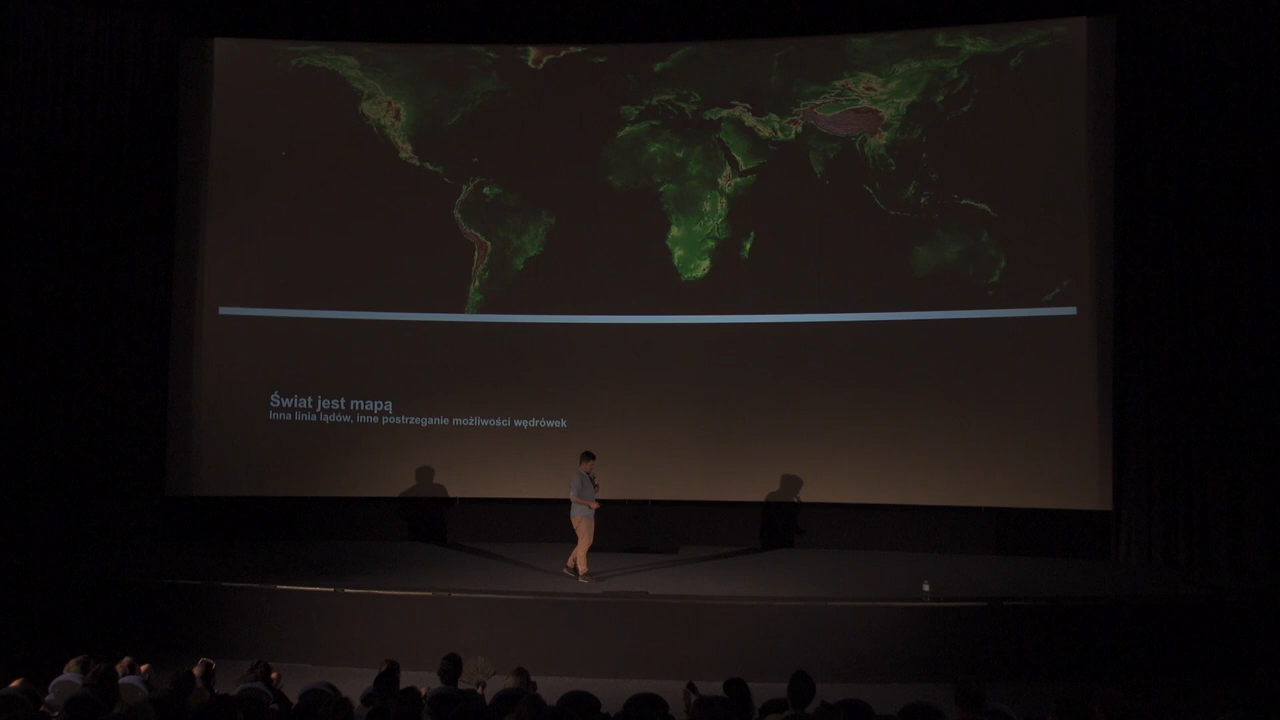 Świat jest mapą
Inna linia lądów, inne postrzeganie możliwości wędrówek